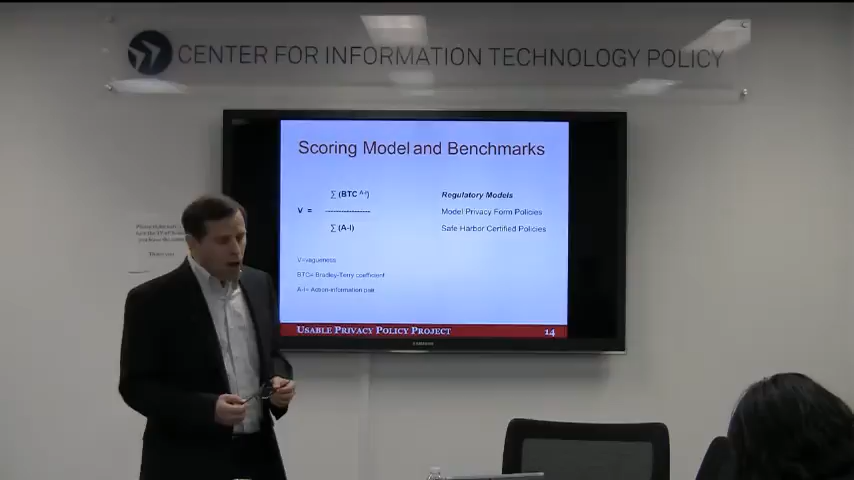 CENTER FOR INFORMATION TECHNOLOGY POLICY
Scoring Model and Benchmarks
∑ (BTC A-I)
V = ----------------
∑ (A-I)
V=vagueness
BTC= Bradley-Terry coefficient
A-I= Action-information pair
Regulatory Models
Model Privacy Form Policies
Safe Harbor Certified Policies
USABLE PRIVACY POLICY PROJECT
14
SAMSUNG